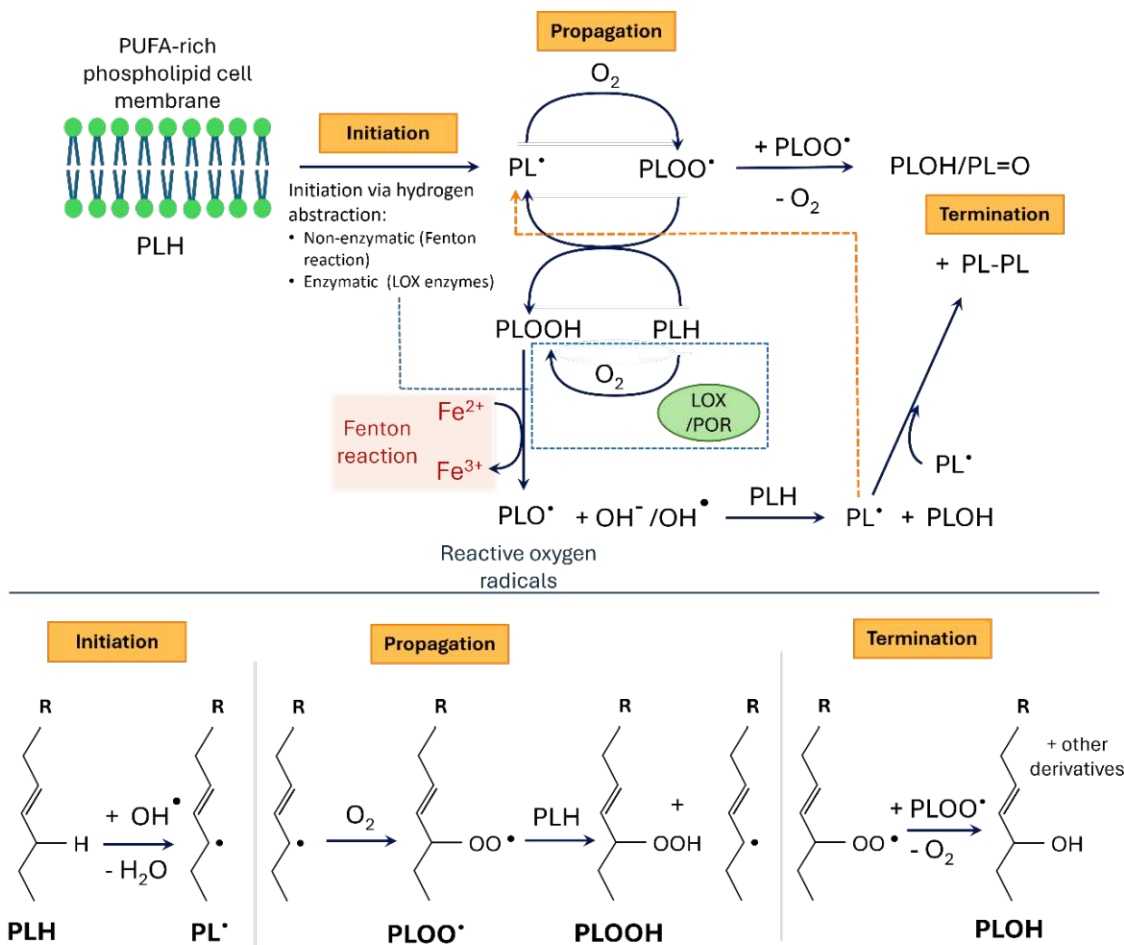 Propagation
PUFA-rich
phospholipid cell
membrane
O₂
Initiation
PL• PLOO• + PLOO• PLOH/PL=O
- O₂
Initiation via hydrogen
abstraction:
• Non-enzymatic (Fenton
reaction)
• Enzymatic (LOX enzymes)
PLH
Termination
+ PL-PL
PLOOH PLH
O₂
LOX
/POR
Fenton
reaction
Fe²⁺
Fe³⁺
PL•
PLO• + OH⁻ /OH• PLH PL• + PLOH
Reactive oxygen
radicals
Initiation
Propagation
Termination
R R
+ OH•
- H₂O
H •
PLH PL•
R R R
• O₂ OO• PLH OOH + •
PLOO• PLOOH
R R
+ other
derivatives
OO• + PLOO•
- O₂
OH
PLOH